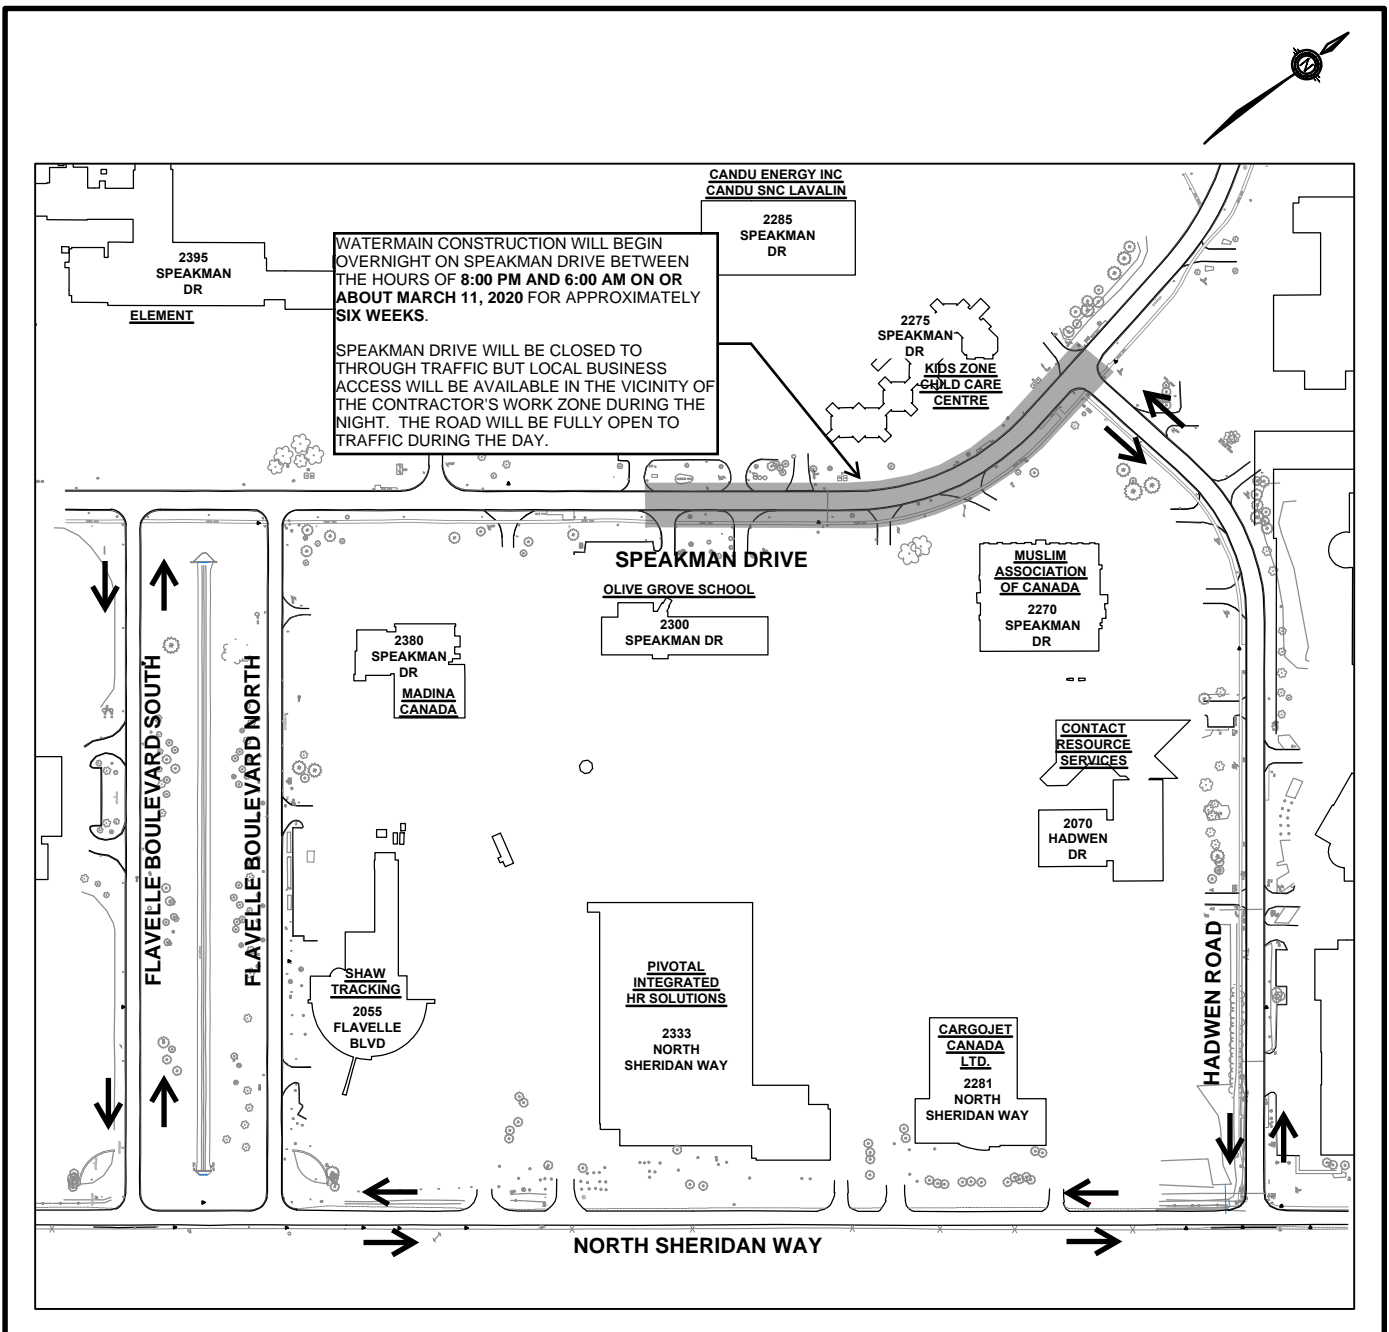 N
CANDU ENERGY INC
CANDU SNC LAVALIN
2285
SPEAKMAN
DR
2395
SPEAKMAN
DR
ELEMENT
WATERMAIN CONSTRUCTION WILL BEGIN
OVERNIGHT ON SPEAKMAN DRIVE BETWEEN
THE HOURS OF 8:00 PM AND 6:00 AM ON OR
ABOUT MARCH 11, 2020 FOR APPROXIMATELY
SIX WEEKS.
SPEAKMAN DRIVE WILL BE CLOSED TO
THROUGH TRAFFIC BUT LOCAL BUSINESS
ACCESS WILL BE AVAILABLE IN THE VICINITY OF
THE CONTRACTOR'S WORK ZONE DURING THE
NIGHT. THE ROAD WILL BE FULLY OPEN TO
TRAFFIC DURING THE DAY.
2275
SPEAKMAN
DR
KIDS ZONE
CHILD CARE
CENTRE
SPEAKMAN DRIVE
OLIVE GROVE SCHOOL
2300
SPEAKMAN DR
MUSLIM
ASSOCIATION
OF CANADA
2270
SPEAKMAN
DR
2380
SPEAKMAN
DR
MADINA
CANADA
FLAVELLE BOULEVARD SOUTH
FLAVELLE BOULEVARD NORTH
CONTACT
RESOURCE
SERVICES
2070
HADWEN
DR
HADWEN ROAD
SHAW
TRACKING
2055
FLAVELLE
BLVD
PIVOTAL
INTEGRATED
HR SOLUTIONS
2333
NORTH
SHERIDAN WAY
CARGOJET
CANADA
LTD.
2281
NORTH
SHERIDAN WAY
NORTH SHERIDAN WAY